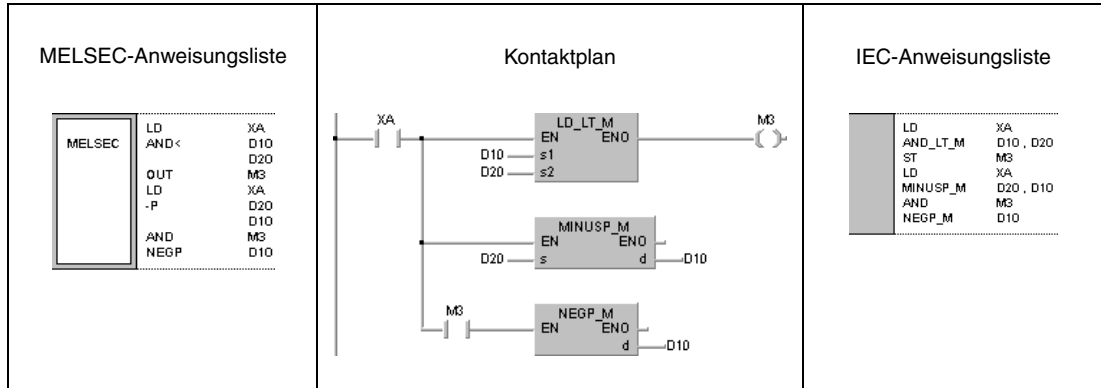 MELSEC-Anweisungsliste
MELSEC
LD XA
AND< D10
D20
OUT M3
LD XA
-P D20
D10
AND M3
NEGP D10
Kontaktplan
XA
LD_LT_M
EN ENO
D10 s1
D20 s2
M3
MINUSP_M
EN ENO
D20 s d D10
M3
NEGP_M
EN ENO
d D10
IEC-Anweisungsliste
LD XA
AND_LT_M D10 , D20
ST M3
LD XA
MINUSP_M D20 , D10
AND M3
NEGP_M D10